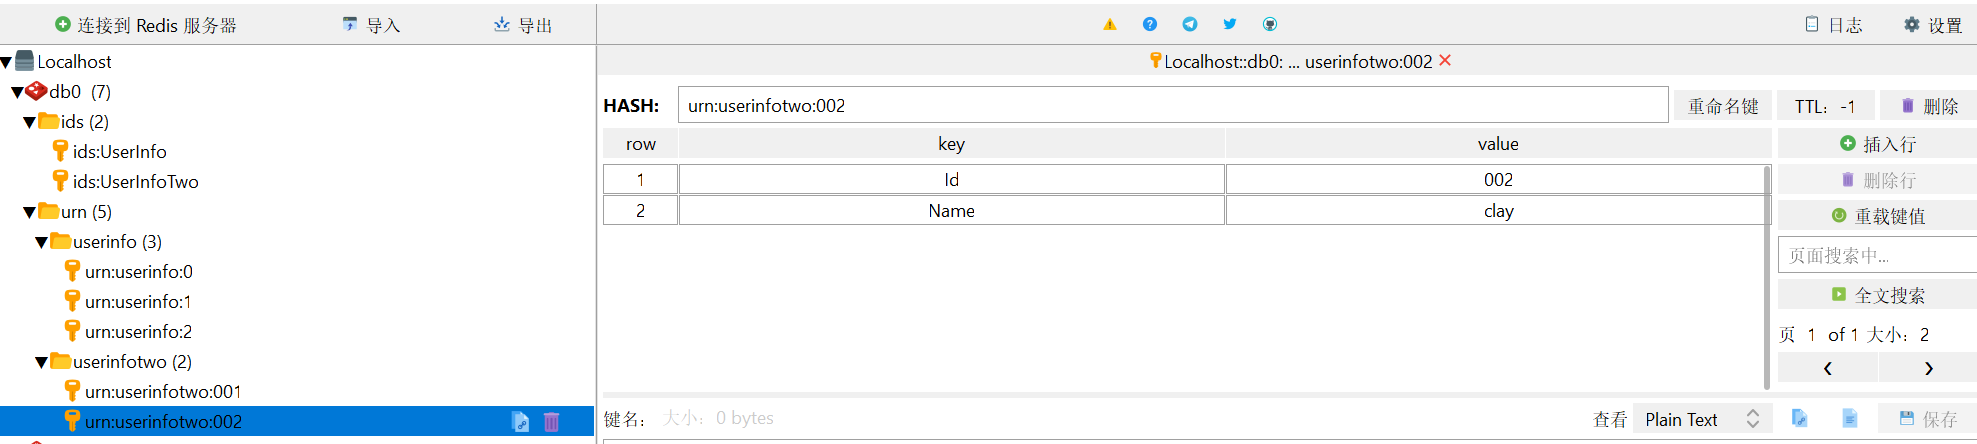 连接到 Redis 服务器 导入 导出 日志 设置
Localhost
db0 (7)
ids (2)
ids:UserInfo
ids:UserInfoTwo
urn (5)
userinfo (3)
urn:userinfo:0
urn:userinfo:1
urn:userinfo:2
userinfotwo (2)
urn:userinfotwo:001
urn:userinfotwo:002
Localhost::db0: ... userinfotwo:002
HASH: urn:userinfotwo:002 重命名键 TTL: -1 删除
row key value
1 Id 002
2 Name clay
插入行
删除行
重载键值
页面搜索中...
全文搜索
页 1 of 1 大小: 2
键名: 大小: 0 bytes 查看 Plain Text 保存